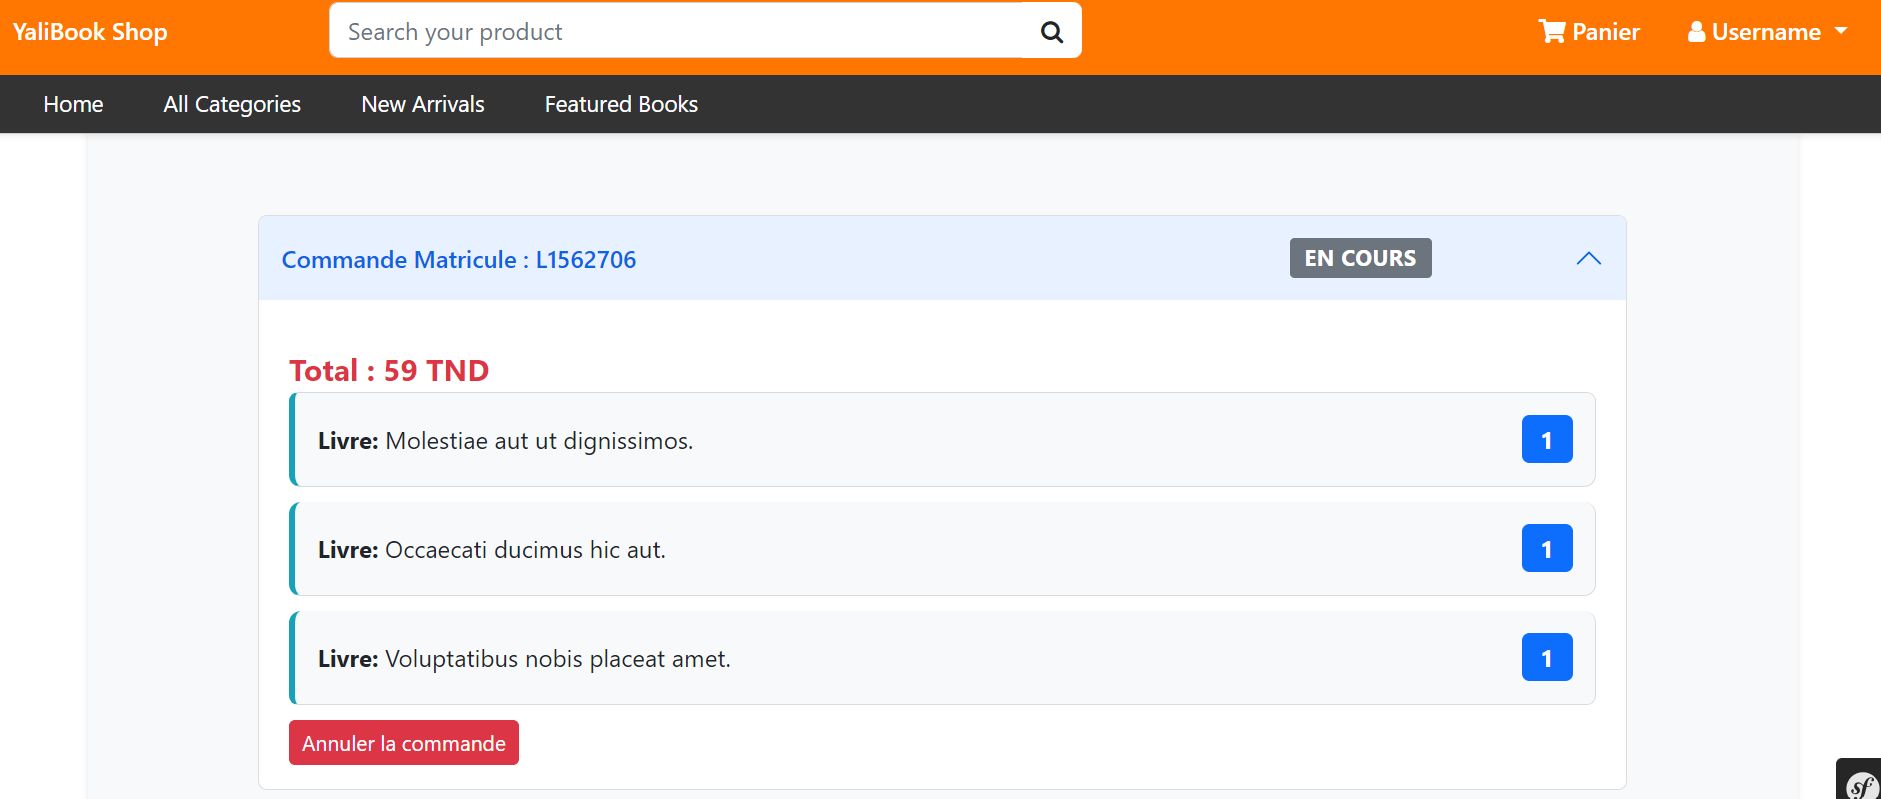 YaliBook Shop
Search your product
Panier
Username
Home
All Categories
New Arrivals
Featured Books
Commande Matricule : L1562706
EN COURS
Total : 59 TND
Livre: Molestiae aut ut dignissimos.
1
Livre: Occaecati ducimus hic aut.
1
Livre: Voluptatibus nobis placeat amet.
1
Annuler la commande
sf